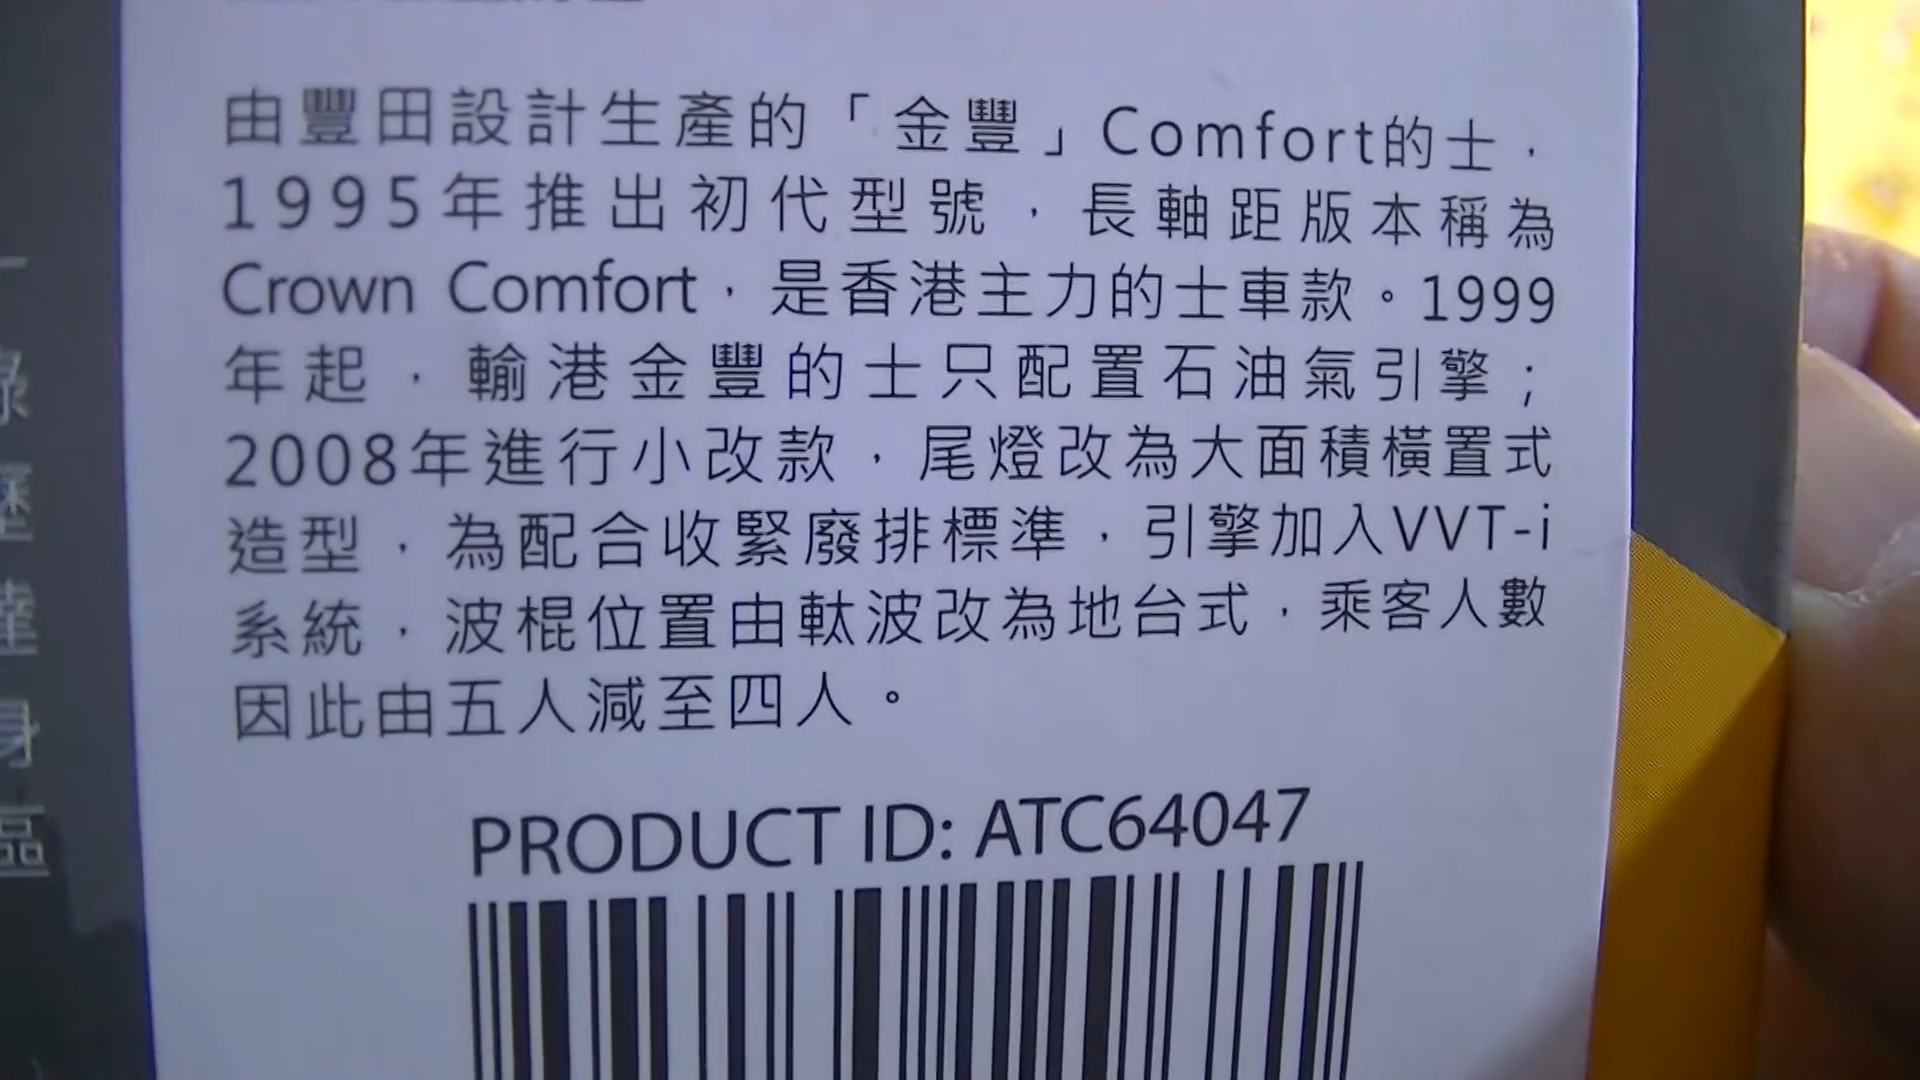 由豐田設計生產的「金豐」Comfort的士，
1995年推出初代型號，長軸距版本稱為
Crown Comfort，是香港主力的士車款。1999
年起，輸港金豐的士只配置石油氣引擎；
2008年進行小改款，尾燈改為大面積橫置式
造型，為配合收緊廢排標準，引擎加入VVT-i
系統，波棍位置由軚波改為地台式，乘客人數
因此由五人減至四人。
PRODUCT ID: ATC64047